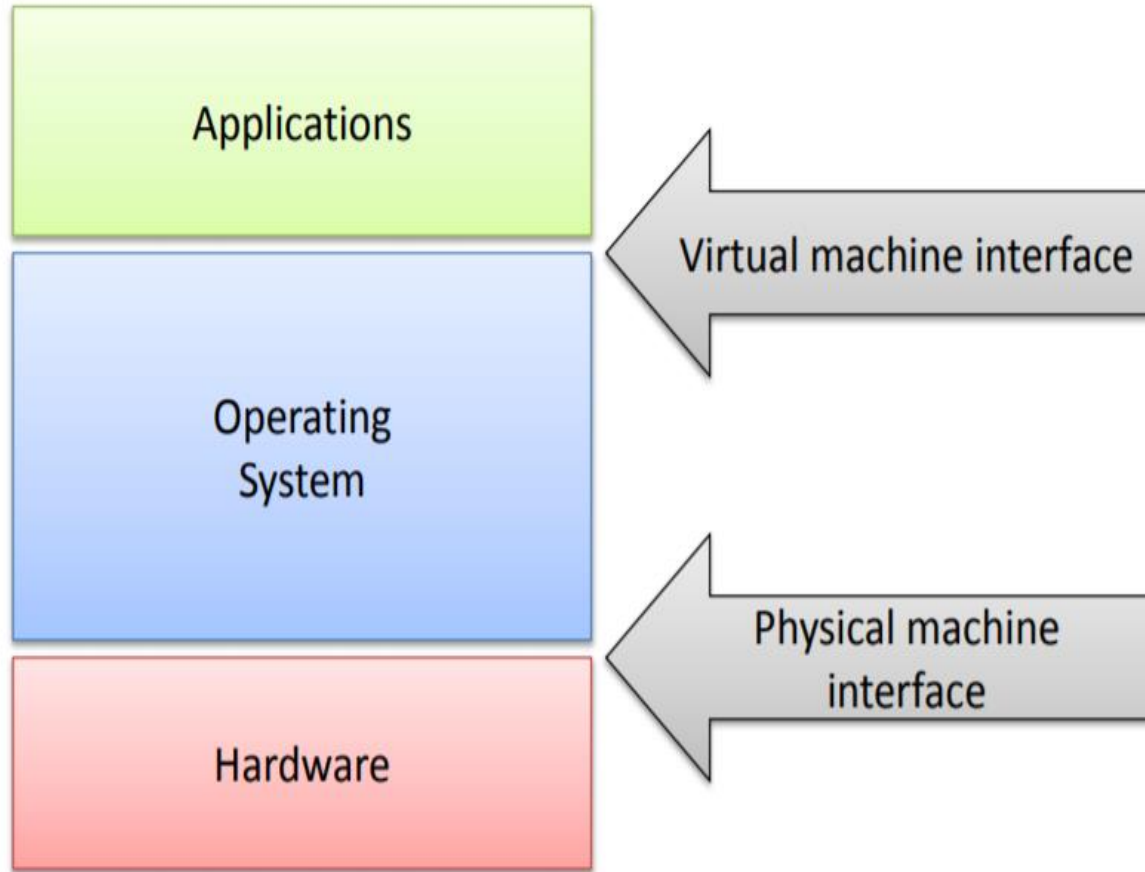 Applications
Virtual machine interface
Operating
System
Physical machine
interface
Hardware